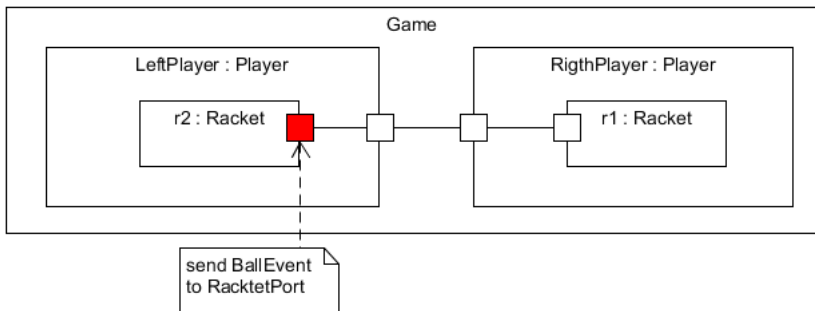 Game
LeftPlayer : Player
RigthPlayer : Player
r2 : Racket
r1 : Racket
send BallEvent
to RacktetPort